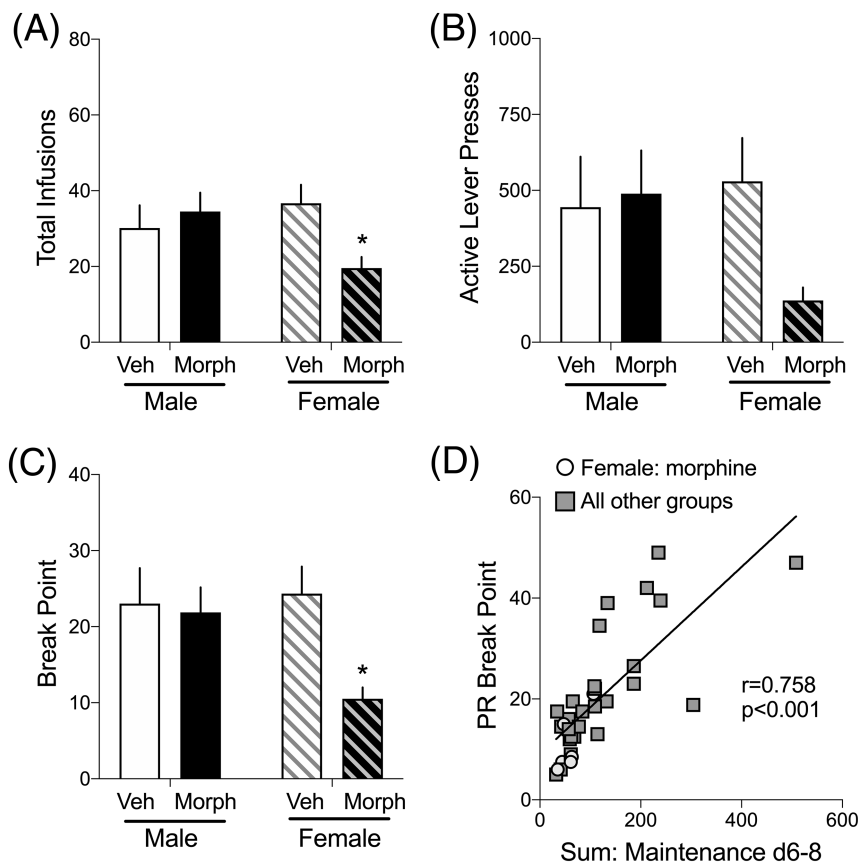 (A)
Total Infusions
80
60
40
20
0
*
Veh Morph Veh Morph
Male Female
(B)
Active Lever Presses
1000
750
500
250
0
Veh Morph Veh Morph
Male Female
(C)
Break Point
40
30
20
10
0
*
Veh Morph Veh Morph
Male Female
(D)
Female: morphine
All other groups
PR Break Point
60
40
20
0
r=0.758
p<0.001
0 200 400 600
Sum: Maintenance d6-8